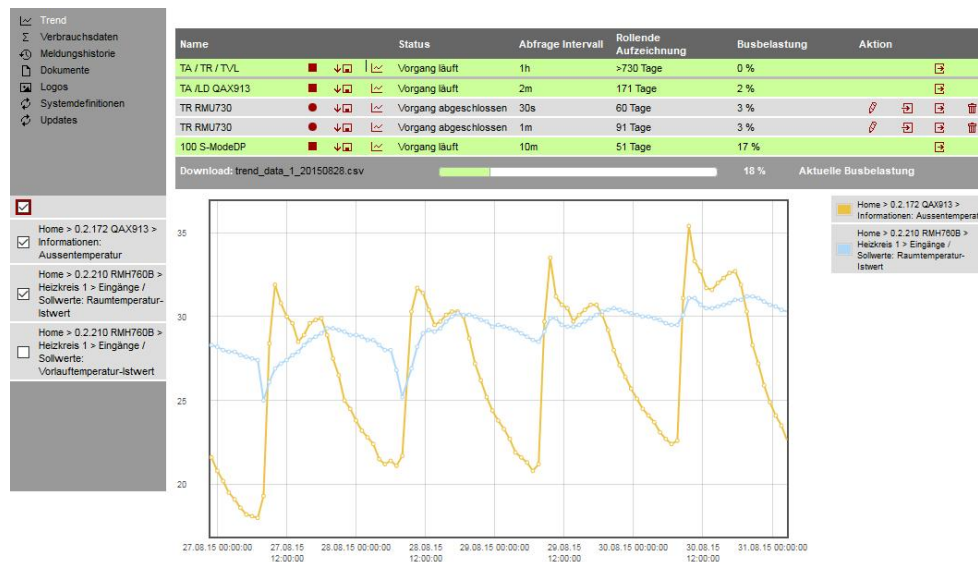 Trend
Verbrauchsdaten
Meldungshistorie
Dokumente
Logos
Systemdefinitionen
Updates
Name Status Abfrage Intervall Rollende Aufzeichnung Busbelastung Aktion
TA / TR / TVL Vorgang läuft 1h >730 Tage 0 %
TA /LD QAX913 Vorgang läuft 2m 171 Tage 2 %
TR RMU730 Vorgang abgeschlossen 30s 60 Tage 3 %
TR RMU730 Vorgang abgeschlossen 1m 91 Tage 3 %
100 S-ModeDP Vorgang läuft 10m 51 Tage 17 %
Download: trend_data_1_20150828.csv 18 % Aktuelle Busbelastung
Home > 0.2.172 QAX913 >
Informationen:
Aussentemperatur
Home > 0.2.210 RMH760B >
Heizkreis 1 > Eingänge /
Sollwerte: Raumtemperatur-
Istwert
Home > 0.2.210 RMH760B >
Heizkreis 1 > Eingänge /
Sollwerte:
Vorlauftemperatur-Istwert
35
30
25
20
27.08.15 00:00:00
27.08.15
12:00:00
28.08.15 00:00:00
28.08.15
12:00:00
29.08.15 00:00:00
29.08.15
12:00:00
30.08.15 00:00:00
30.08.15
12:00:00
31.08.15 00:00:00
Home > 0.2.172 QAX913 >
Informationen: Aussentemperat
Home > 0.2.210 RMH760B >
Heizkreis 1 > Eingänge /
Sollwerte: Raumtemperatur-
Istwert